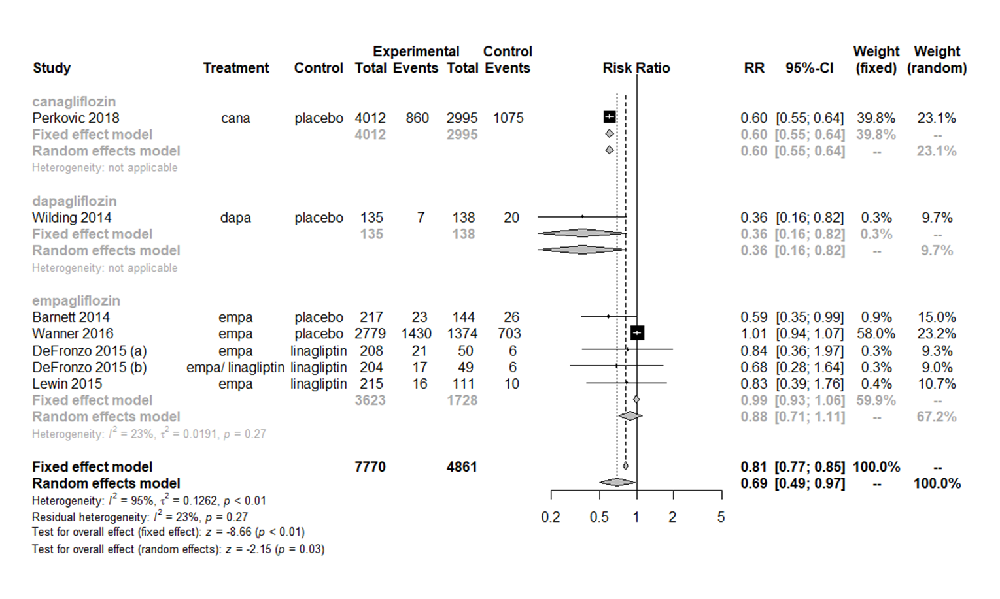 Experimental Control Weight Weight
Study Treatment Control Total Events Total Events Risk Ratio RR 95%-CI (fixed) (random)
canagliflozin
Perkovic 2018 cana placebo 4012 860 2995 1075 0.60 [0.55; 0.64] 39.8% 23.1%
Fixed effect model 4012 2995 0.60 [0.55; 0.64] 39.8% --
Random effects model 0.60 [0.55; 0.64] -- 23.1%
Heterogeneity: not applicable
dapagliflozin
Wilding 2014 dapa placebo 135 7 138 20 0.36 [0.16; 0.82] 0.3% 9.7%
Fixed effect model 135 138 0.36 [0.16; 0.82] 0.3% --
Random effects model 0.36 [0.16; 0.82] -- 9.7%
Heterogeneity: not applicable
empagliflozin
Barnett 2014 empa placebo 217 23 144 26 0.59 [0.35; 0.99] 0.9% 15.0%
Wanner 2016 empa placebo 2779 1430 1374 703 1.01 [0.94; 1.07] 58.0% 23.2%
DeFronzo 2015 (a) empa linagliptin 208 21 50 6 0.84 [0.36; 1.97] 0.3% 9.3%
DeFronzo 2015 (b) empa/ linagliptin linagliptin 204 17 49 6 0.68 [0.28; 1.64] 0.3% 9.0%
Lewin 2015 empa linagliptin 215 16 111 10 0.83 [0.39; 1.76] 0.4% 10.7%
Fixed effect model 3623 1728 0.99 [0.93; 1.06] 59.9% --
Random effects model 0.88 [0.71; 1.11] -- 67.2%
Heterogeneity: I² = 23%, τ² = 0.0191, p = 0.27
Fixed effect model 7770 4861 0.81 [0.77; 0.85] 100.0% --
Random effects model 0.69 [0.49; 0.97] -- 100.0%
Heterogeneity: I² = 95%, τ² = 0.1262, p < 0.01
Residual heterogeneity: I² = 23%, p = 0.27
0.2 0.5 1 2 5
Test for overall effect (fixed effect): z = -8.66 (p < 0.01)
Test for overall effect (random effects): z = -2.15 (p = 0.03)